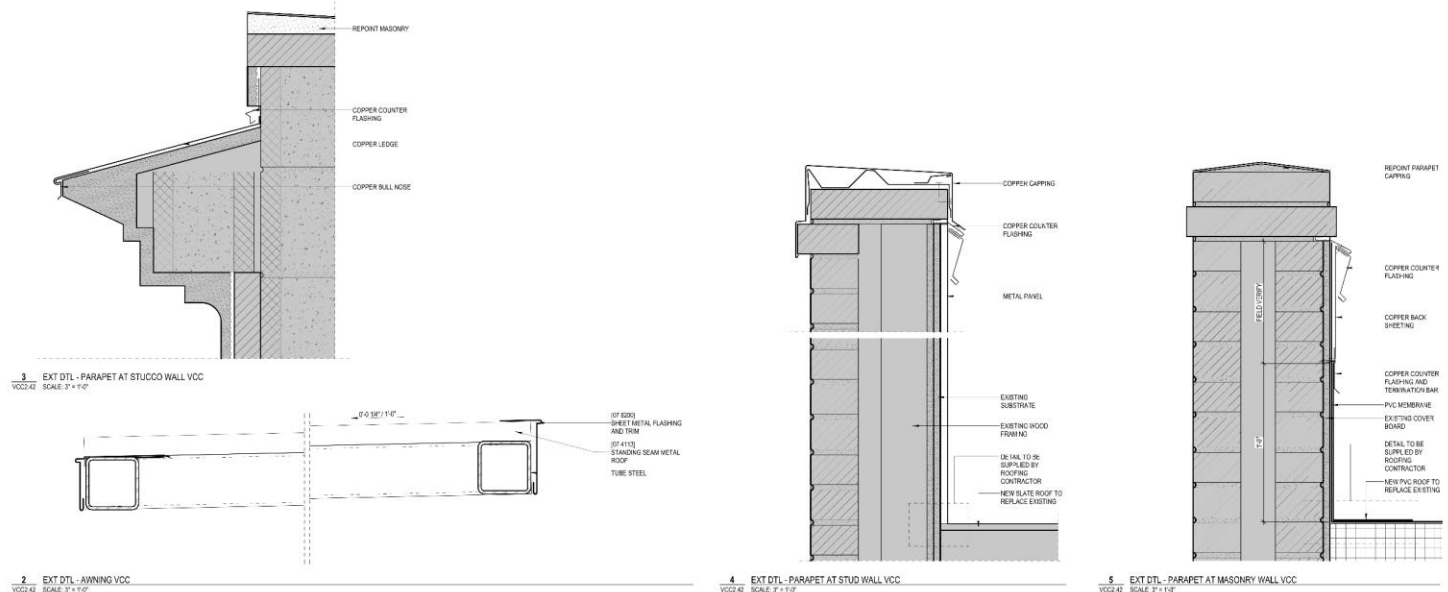 REPOINT MASONRY
COPPER COUNTER
FLASHING
COPPER LEDGE
COPPER BULL NOSE
3 EXT DTL - PARAPET AT STUCCO WALL VCC
VCC2.42 SCALE: 3" = 1'-0"
0'-0 1/4" / 1'-0"
[07 6200]
SHEET METAL FLASHING
AND TRIM
[07 4113]
STANDING SEAM METAL
ROOF
TUBE STEEL
2 EXT DTL - AWNING VCC
VCC2.42 SCALE: 3" = 1'-0"
COPPER CAPPING
COPPER COUNTER
FLASHING
METAL PANEL
EXISTING
SUBSTRATE
EXISTING WOOD
FRAMING
DETAIL TO BE
SUPPLIED BY
ROOFING
CONTRACTOR
NEW SLATE ROOF TO
REPLACE EXISTING
4 EXT DTL - PARAPET AT STUD WALL VCC
VCC2.42 SCALE: 3" = 1'-0"
REPOINT PARAPET
CAPPING
COPPER COUNTER
FLASHING
FIELD VERIFY
COPPER BACK
SHEETING
COPPER COUNTER
FLASHING AND
TERMINATION BAR
PVC MEMBRANE
EXISTING COVER
BOARD
DETAIL TO BE
SUPPLIED BY
ROOFING
CONTRACTOR
NEW PVC ROOF TO
REPLACE EXISTING
5 EXT DTL - PARAPET AT MASONRY WALL VCC
VCC2.42 SCALE: 3" = 1'-0"